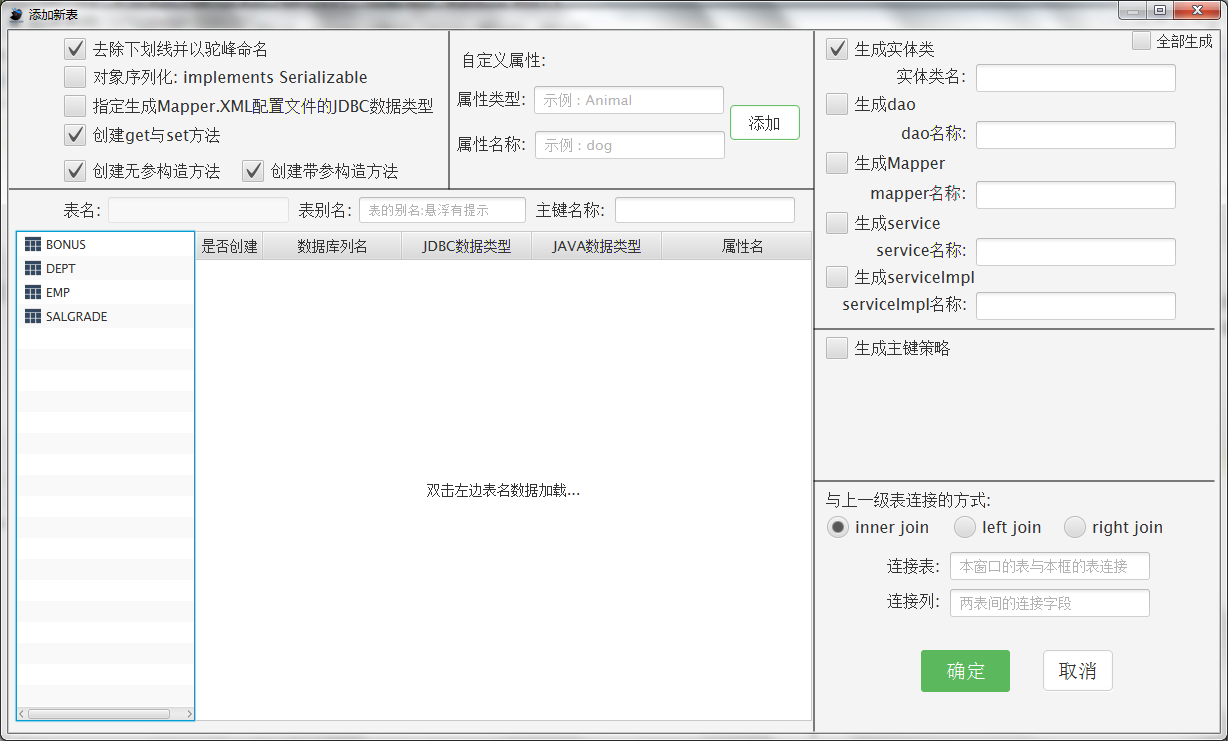 添加新表
去除下划线并以驼峰命名
对象序列化: implements Serializable
指定生成Mapper.XML配置文件的JDBC数据类型
创建get与set方法
创建无参构造方法 创建带参构造方法
自定义属性:
属性类型: 示例：Animal
属性名称: 示例：dog
添加
全部生成
生成实体类
实体类名:
生成dao
dao名称:
生成Mapper
mapper名称:
生成service
service名称:
生成serviceImpl
serviceImpl名称:
表名: 表别名: 表的别名;悬浮有提示 主键名称:
BONUS
DEPT
EMP
SALGRADE
是否创建 数据库列名 JDBC数据类型 JAVA数据类型 属性名
双击左边表名数据加载...
生成主键策略
与上一级表连接的方式:
inner join left join right join
连接表: 本窗口的表与本框的表连接
连接列: 两表间的连接字段
确定 取消